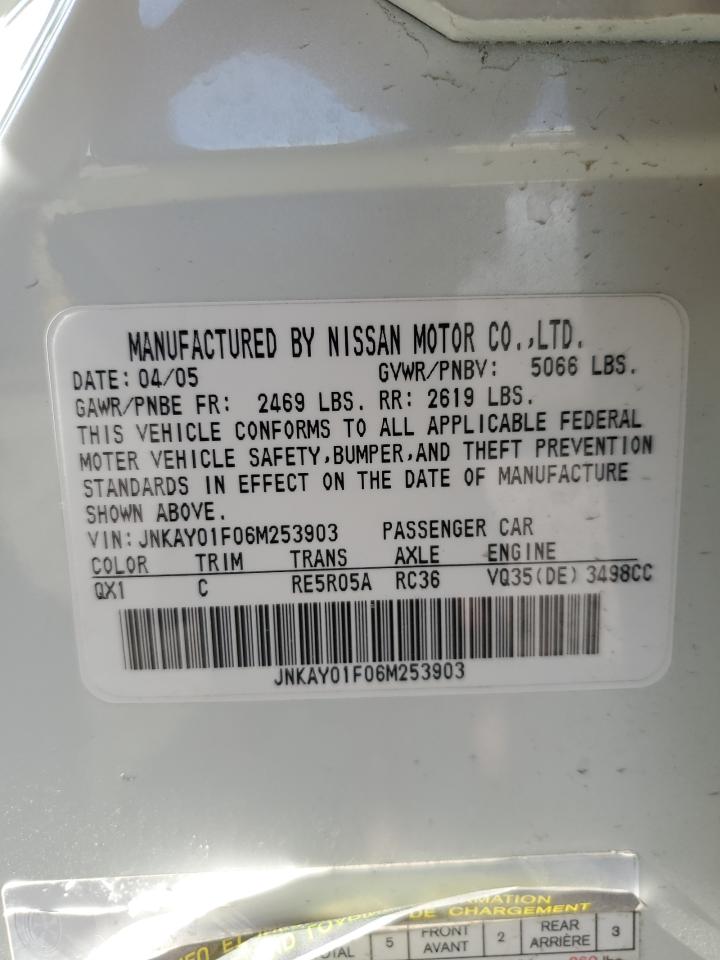 MANUFACTURED BY NISSAN MOTOR CO.,LTD.
DATE: 04/05 GVWR/PNBV: 5066 LBS.
GAWR/PNBE FR: 2469 LBS. RR: 2619 LBS.
THIS VEHICLE CONFORMS TO ALL APPLICABLE FEDERAL
MOTER VEHICLE SAFETY,BUMPER,AND THEFT PREVENTION
STANDARDS IN EFFECT ON THE DATE OF MANUFACTURE
SHOWN ABOVE.
VIN: JNKAY01F06M253903 PASSENGER CAR
COLOR TRIM TRANS AXLE ENGINE
QX1 C RE5R05A RC36 VQ35(DE) 3498CC
JNKAY01F06M253903
DE CHARGEMENT
5 FRONT 2 REAR 3
AVANT ARRIÈRE